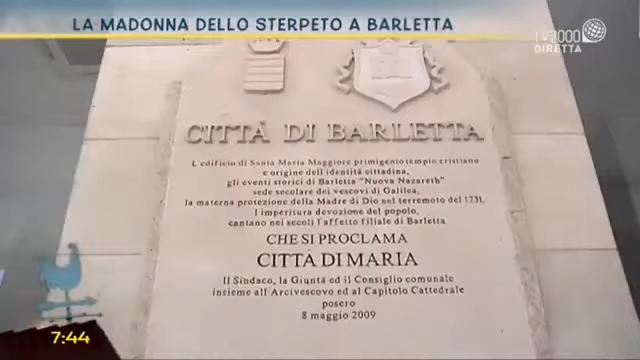 LA MADONNA DELLO STERPETO A BARLETTA
TV2000
DIRETTA
CITTÀ DI BARLETTA
L'edificio di Santa Maria Maggiore primigenio tempio cristiano
e origine dell'identità cittadina,
gli eventi storici di Barletta "Nuova Nazareth"
sede secolare dei vescovi di Galilea,
la materna protezione della Madre di Dio nel terremoto del 1731,
l'imperitura devozione del popolo,
cantano nei secoli l'affetto filiale di Barletta
CHE SI PROCLAMA
CITTÀ DI MARIA
Il Sindaco, la Giunta ed il Consiglio comunale
insieme all'Arcivescovo ed al Capitolo Cattedrale
posero
8 maggio 2009
7:44